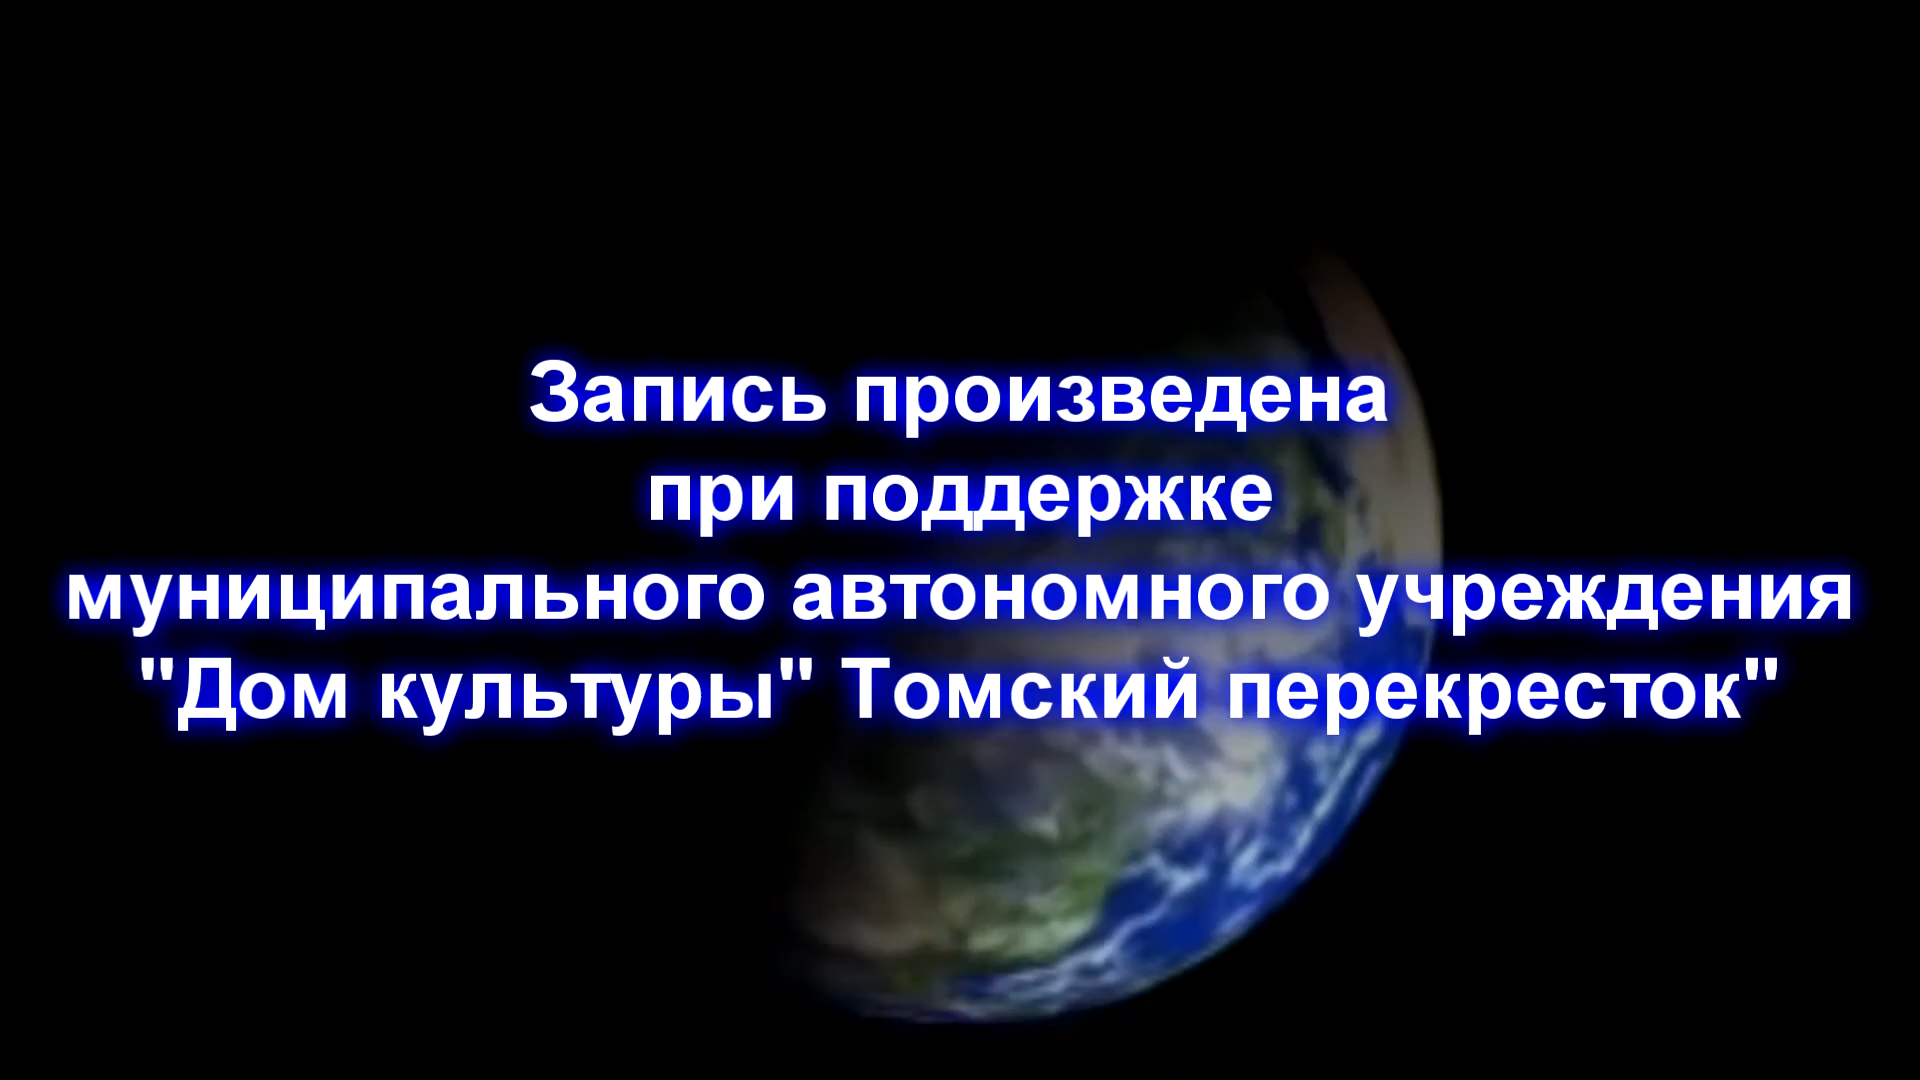 Запись произведена
при поддержке
муниципального автономного учреждения
"Дом культуры" Томский перекресток"